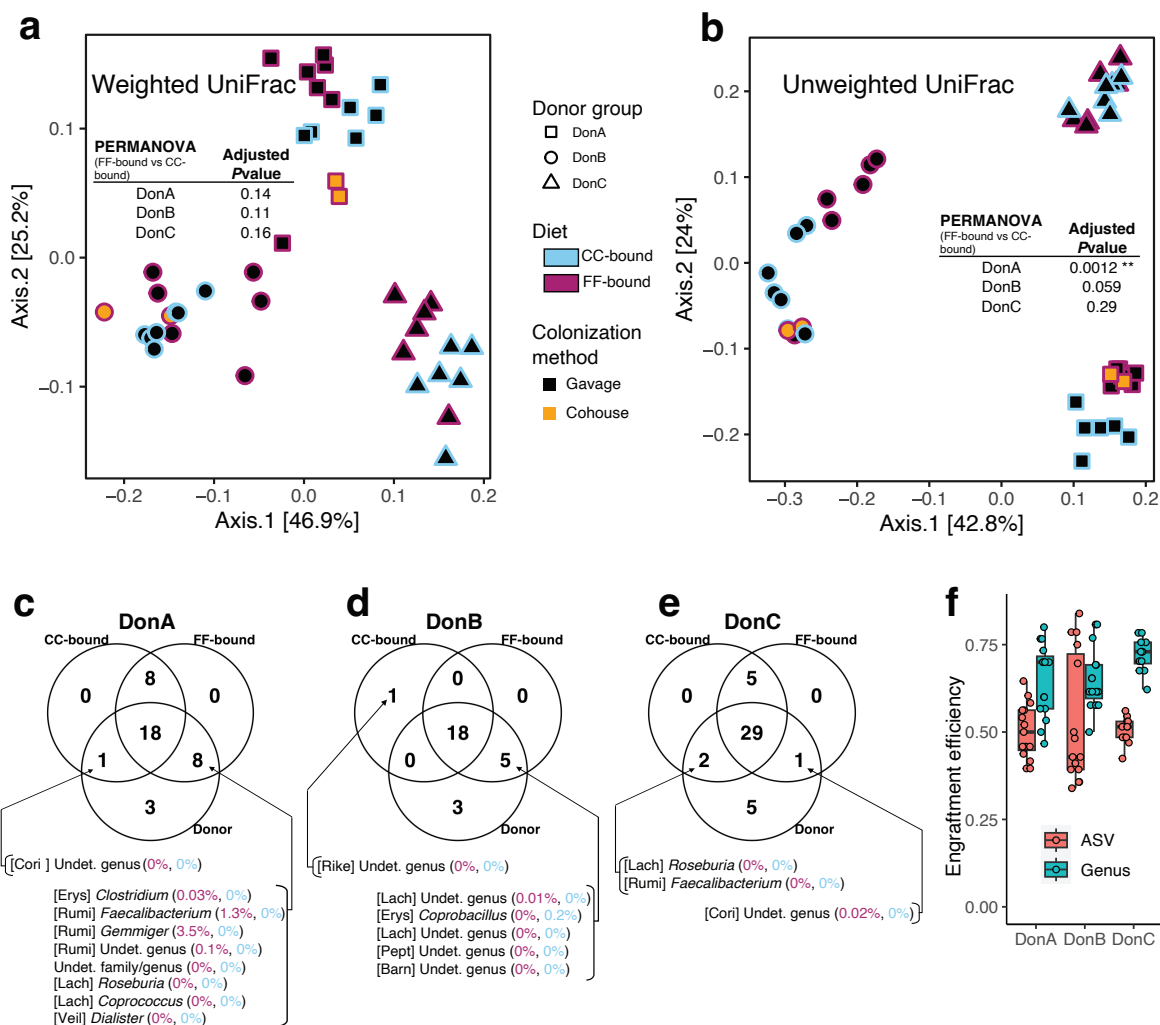 a
Weighted UniFrac
PERMANOVA
(FF-bound vs CC-
bound)
Adjusted
Pvalue
DonA 0.14
DonB 0.11
DonC 0.16
0.1
0.0
−0.1
Axis.2 [25.2%]
−0.2 −0.1 0.0 0.1 0.2
Axis.1 [46.9%]
Donor group
DonA
DonB
DonC
Diet
CC-bound
FF-bound
Colonization
method
Gavage
Cohouse
b
Unweighted UniFrac
PERMANOVA
(FF-bound vs CC-
bound)
Adjusted
Pvalue
DonA 0.0012 **
DonB 0.059
DonC 0.29
0.2
0.1
0.0
−0.1
−0.2
Axis.2 [24%]
−0.3 −0.2 −0.1 0.0 0.1 0.2
Axis.1 [42.8%]
c
DonA
CC-bound FF-bound
8
0 0
18
1 8
3
Donor
[Cori ] Undet. genus (0%, 0%)
[Erys] Clostridium (0.03%, 0%)
[Rumi] Faecalibacterium (1.3%, 0%)
[Rumi] Gemmiger (3.5%, 0%)
[Rumi] Undet. genus (0.1%, 0%)
Undet. family/genus (0%, 0%)
[Lach] Roseburia (0%, 0%)
[Lach] Coprococcus (0%, 0%)
[Veil] Dialister (0%, 0%)
d
DonB
CC-bound FF-bound
0
1 0
18
0 5
3
Donor
[Rike] Undet. genus (0%, 0%)
[Lach] Undet. genus (0.01%, 0%)
[Erys] Coprobacillus (0%, 0.2%)
[Lach] Undet. genus (0%, 0%)
[Pept] Undet. genus (0%, 0%)
[Barn] Undet. genus (0%, 0%)
e
DonC
CC-bound FF-bound
5
0 0
29
2 1
5
Donor
[Lach] Roseburia (0%, 0%)
[Rumi] Faecalibacterium (0%, 0%)
[Cori] Undet. genus (0.02%, 0%)
f
Engraftment efficiency
0.75
0.50
0.25
0.00
ASV
Genus
DonA DonB DonC